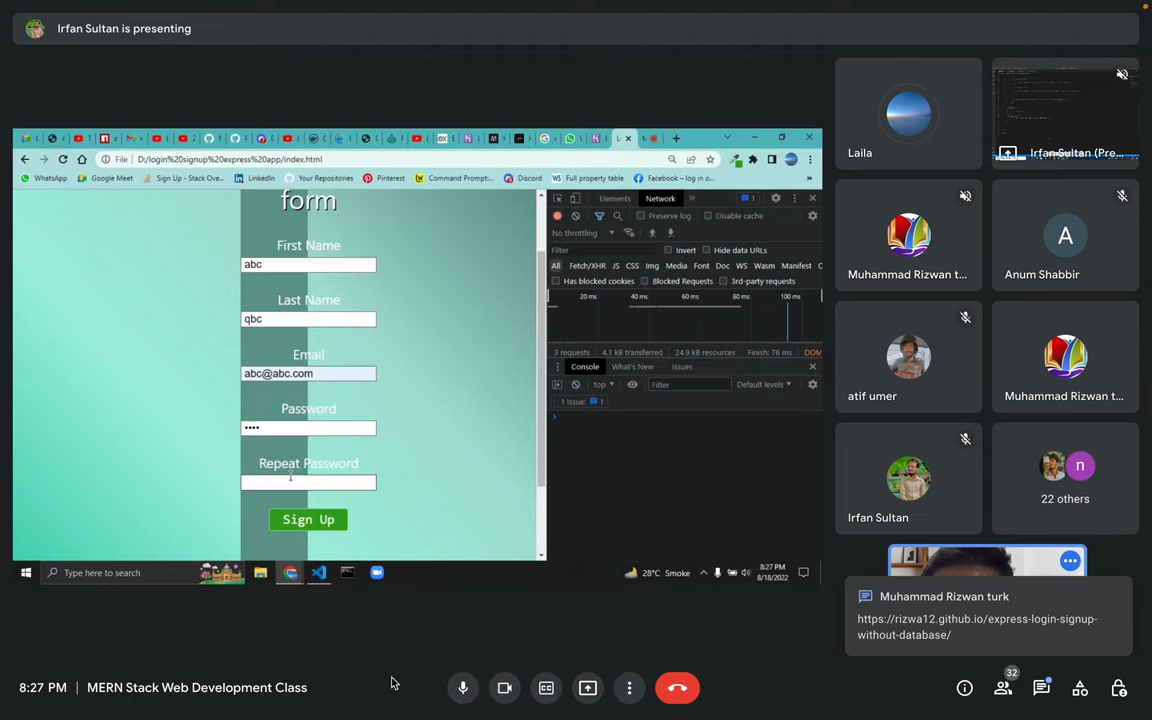 Irfan Sultan is presenting
File
D:/login%20signup%20express%20app/index.html
WhatsApp
Google Meet
Sign Up - Stack Ove...
LinkedIn
Your Repositories
Pinterest
Command Prompt:...
Discord
Full property table
Facebook – log in o...
form
First Name
abc
Last Name
qbc
Email
abc@abc.com
Password
••••
Repeat Password
Sign Up
Elements
Network
1
Preserve log
Disable cache
No throttling
Filter
Invert
Hide data URLs
All Fetch/XHR JS CSS Img Media Font Doc WS Wasm Manifest
Has blocked cookies
Blocked Requests
3rd-party requests
20 ms
40 ms
60 ms
80 ms
100 ms
3 requests
4.1 kB transferred
24.9 kB resources
Finish: 76 ms
DOM
Console
What's New
Issues
top
Filter
Default levels
1 Issue: 1
Type here to search
28°C Smoke
8:27 PM
8/18/2022
Laila
Irfan Sultan (Pre...
Muhammad Rizwan t...
A
Anum Shabbir
atif umer
Muhammad Rizwan t...
Irfan Sultan
n
22 others
Muhammad Rizwan turk
https://rizwa12.github.io/express-login-signup-
without-database/
8:27 PM
MERN Stack Web Development Class
32